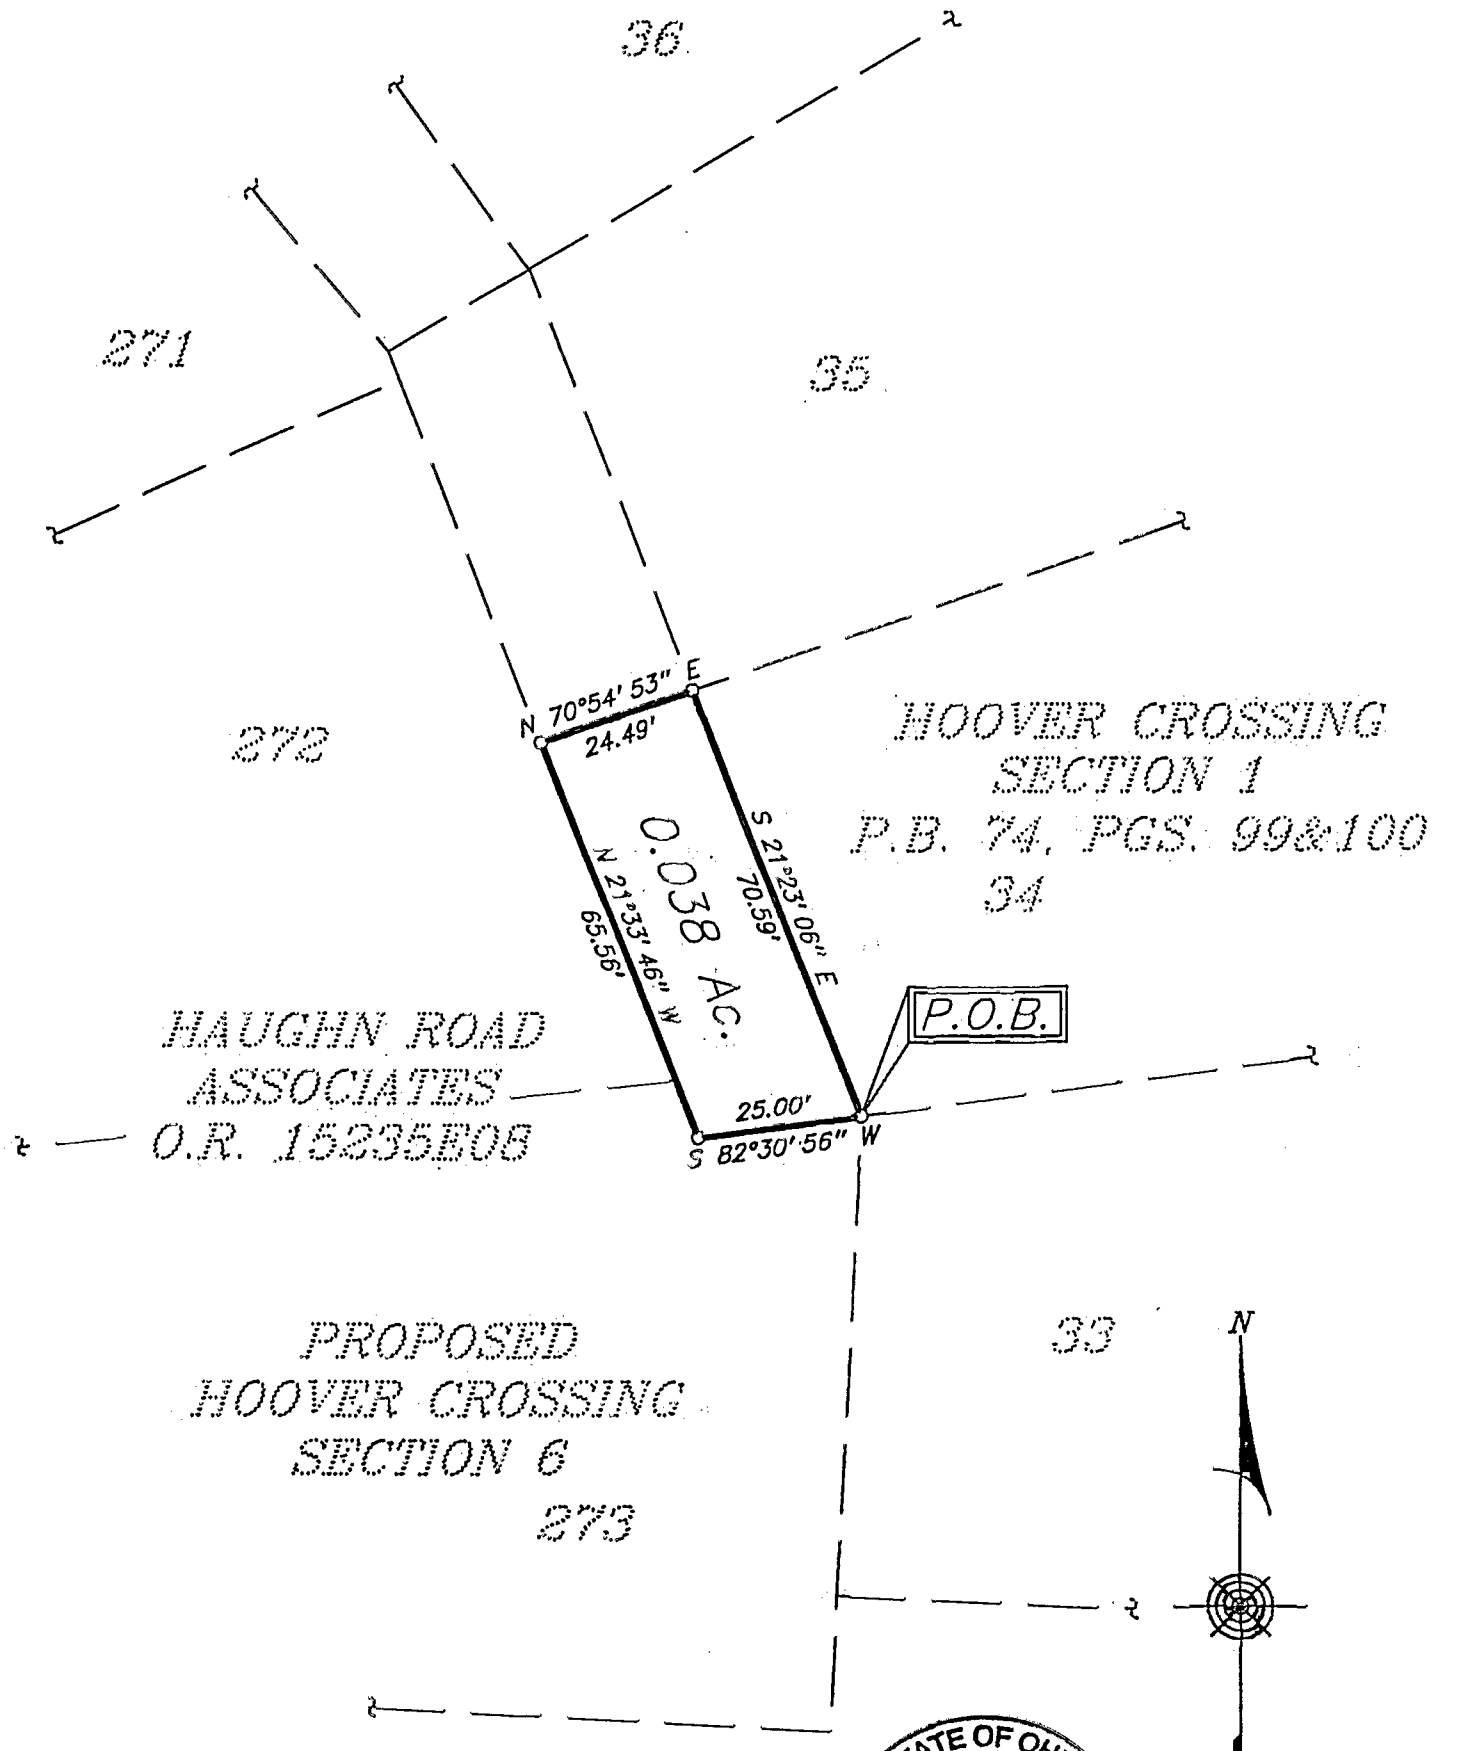 36
271
35
N 70°54'53" E
24.49'
272
HOOVER CROSSING
SECTION 1
P.B. 74, PGS. 99&100
34
S 21°23'06" E
70.59'
0.038 Ac.
N 21°33'46" W
65.56'
P.O.B.
HAUGHN ROAD
ASSOCIATES
O.R. 15235E08
25.00'
S 82°30'56" W
PROPOSED
HOOVER CROSSING
SECTION 6
273
33
N
OF